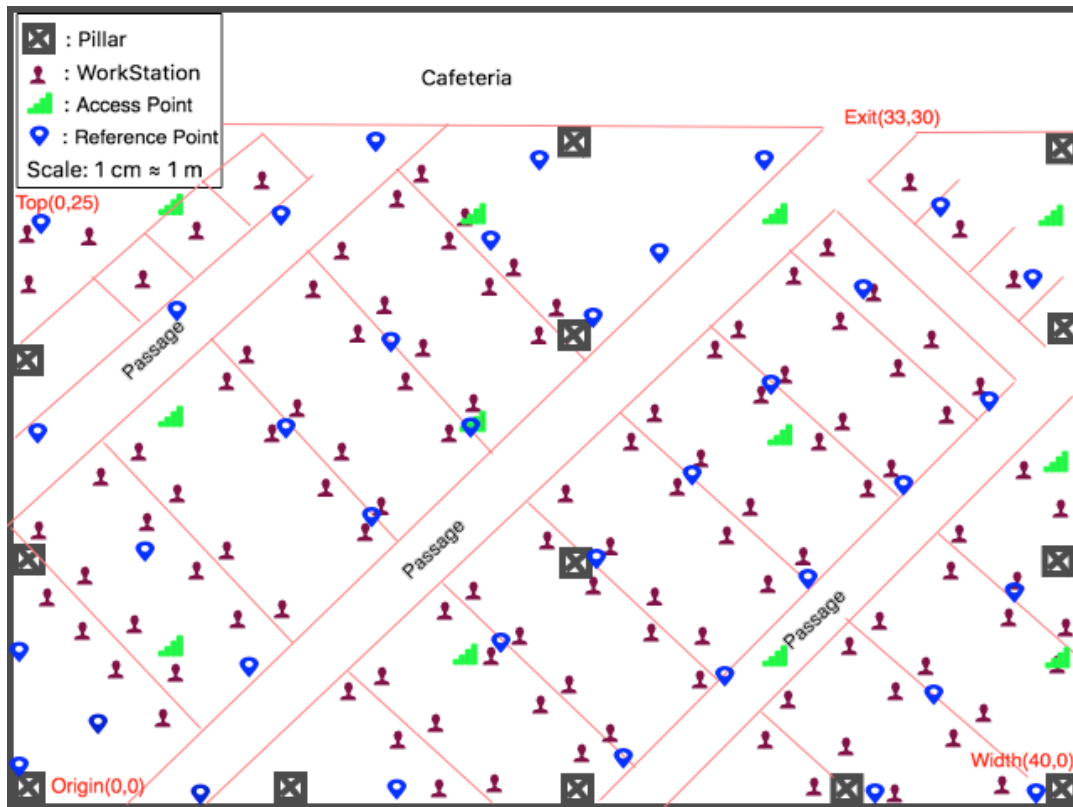 : Pillar
: WorkStation
: Access Point
: Reference Point
Scale: 1 cm ≈ 1 m
Cafeteria
Exit(33,30)
Top(0,25)
Passage
Passage
Passage
Origin(0,0)
Width(40,0)